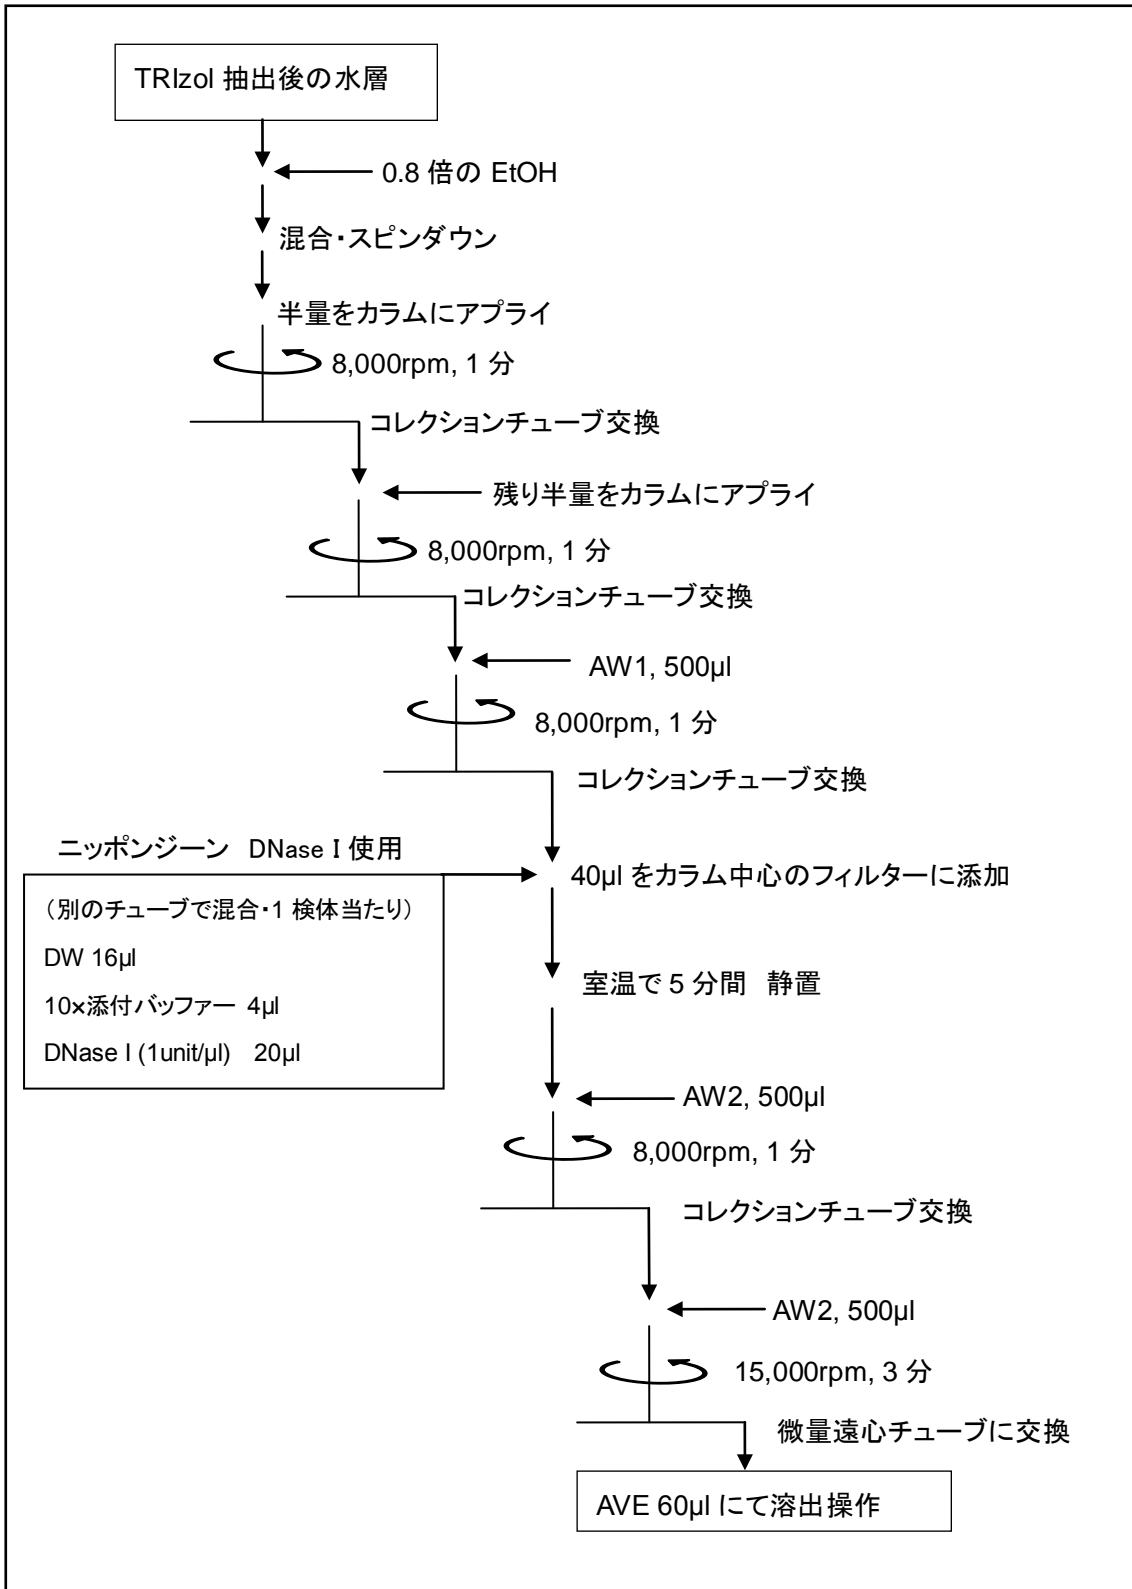 TRIzol 抽出後の水層
0.8 倍の EtOH
混合・スピンダウン
半量をカラムにアプライ
8,000rpm, 1 分
コレクションチューブ交換
残り半量をカラムにアプライ
8,000rpm, 1 分
コレクションチューブ交換
AW1, 500μl
8,000rpm, 1 分
コレクションチューブ交換
ニッポンジーン DNase I 使用
(別のチューブで混合・1 検体当たり)
DW 16μl
10×添付バッファー 4μl
DNase I (1unit/μl) 20μl
40μl をカラム中心のフィルターに添加
室温で 5 分間 静置
AW2, 500μl
8,000rpm, 1 分
コレクションチューブ交換
AW2, 500μl
15,000rpm, 3 分
微量遠心チューブに交換
AVE 60μl にて溶出操作